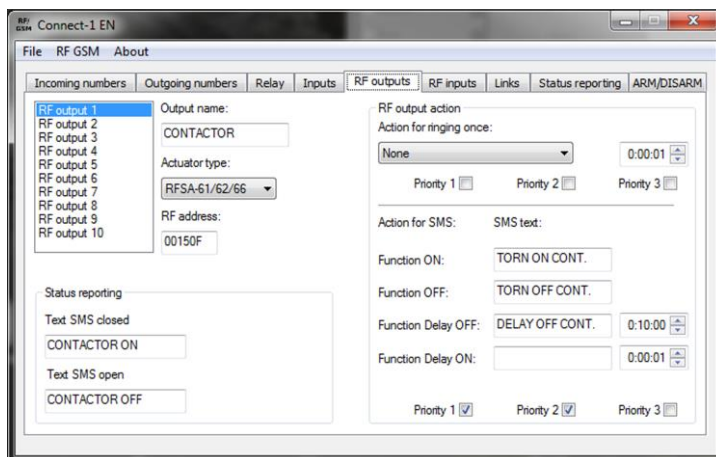 RF/
GSM Connect-1 EN
File RF GSM About
Incoming numbers Outgoing numbers Relay Inputs RF outputs RF inputs Links Status reporting ARM/DISARM
RF output 1
RF output 2
RF output 3
RF output 4
RF output 5
RF output 6
RF output 7
RF output 8
RF output 9
RF output 10
Output name:
CONTACTOR
Actuator type:
RFSA-61/62/66
RF address:
00150F
Status reporting
Text SMS closed
CONTACTOR ON
Text SMS open
CONTACTOR OFF
RF output action
Action for ringing once:
None 0:00:01
Priority 1 Priority 2 Priority 3
Action for SMS: SMS text:
Function ON: TORN ON CONT.
Function OFF: TORN OFF CONT.
Function Delay OFF: DELAY OFF CONT. 0:10:00
Function Delay ON: 0:00:01
Priority 1 Priority 2 Priority 3